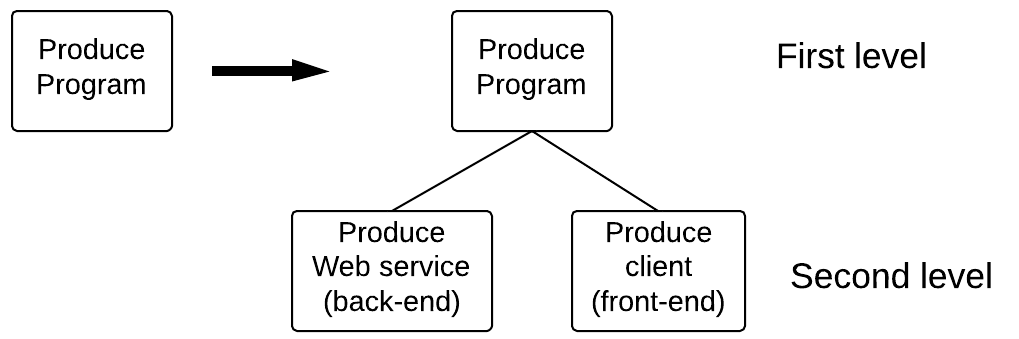 Produce
Program
Produce
Program
First level
Produce
Web service
(back-end)
Produce
client
(front-end)
Second level